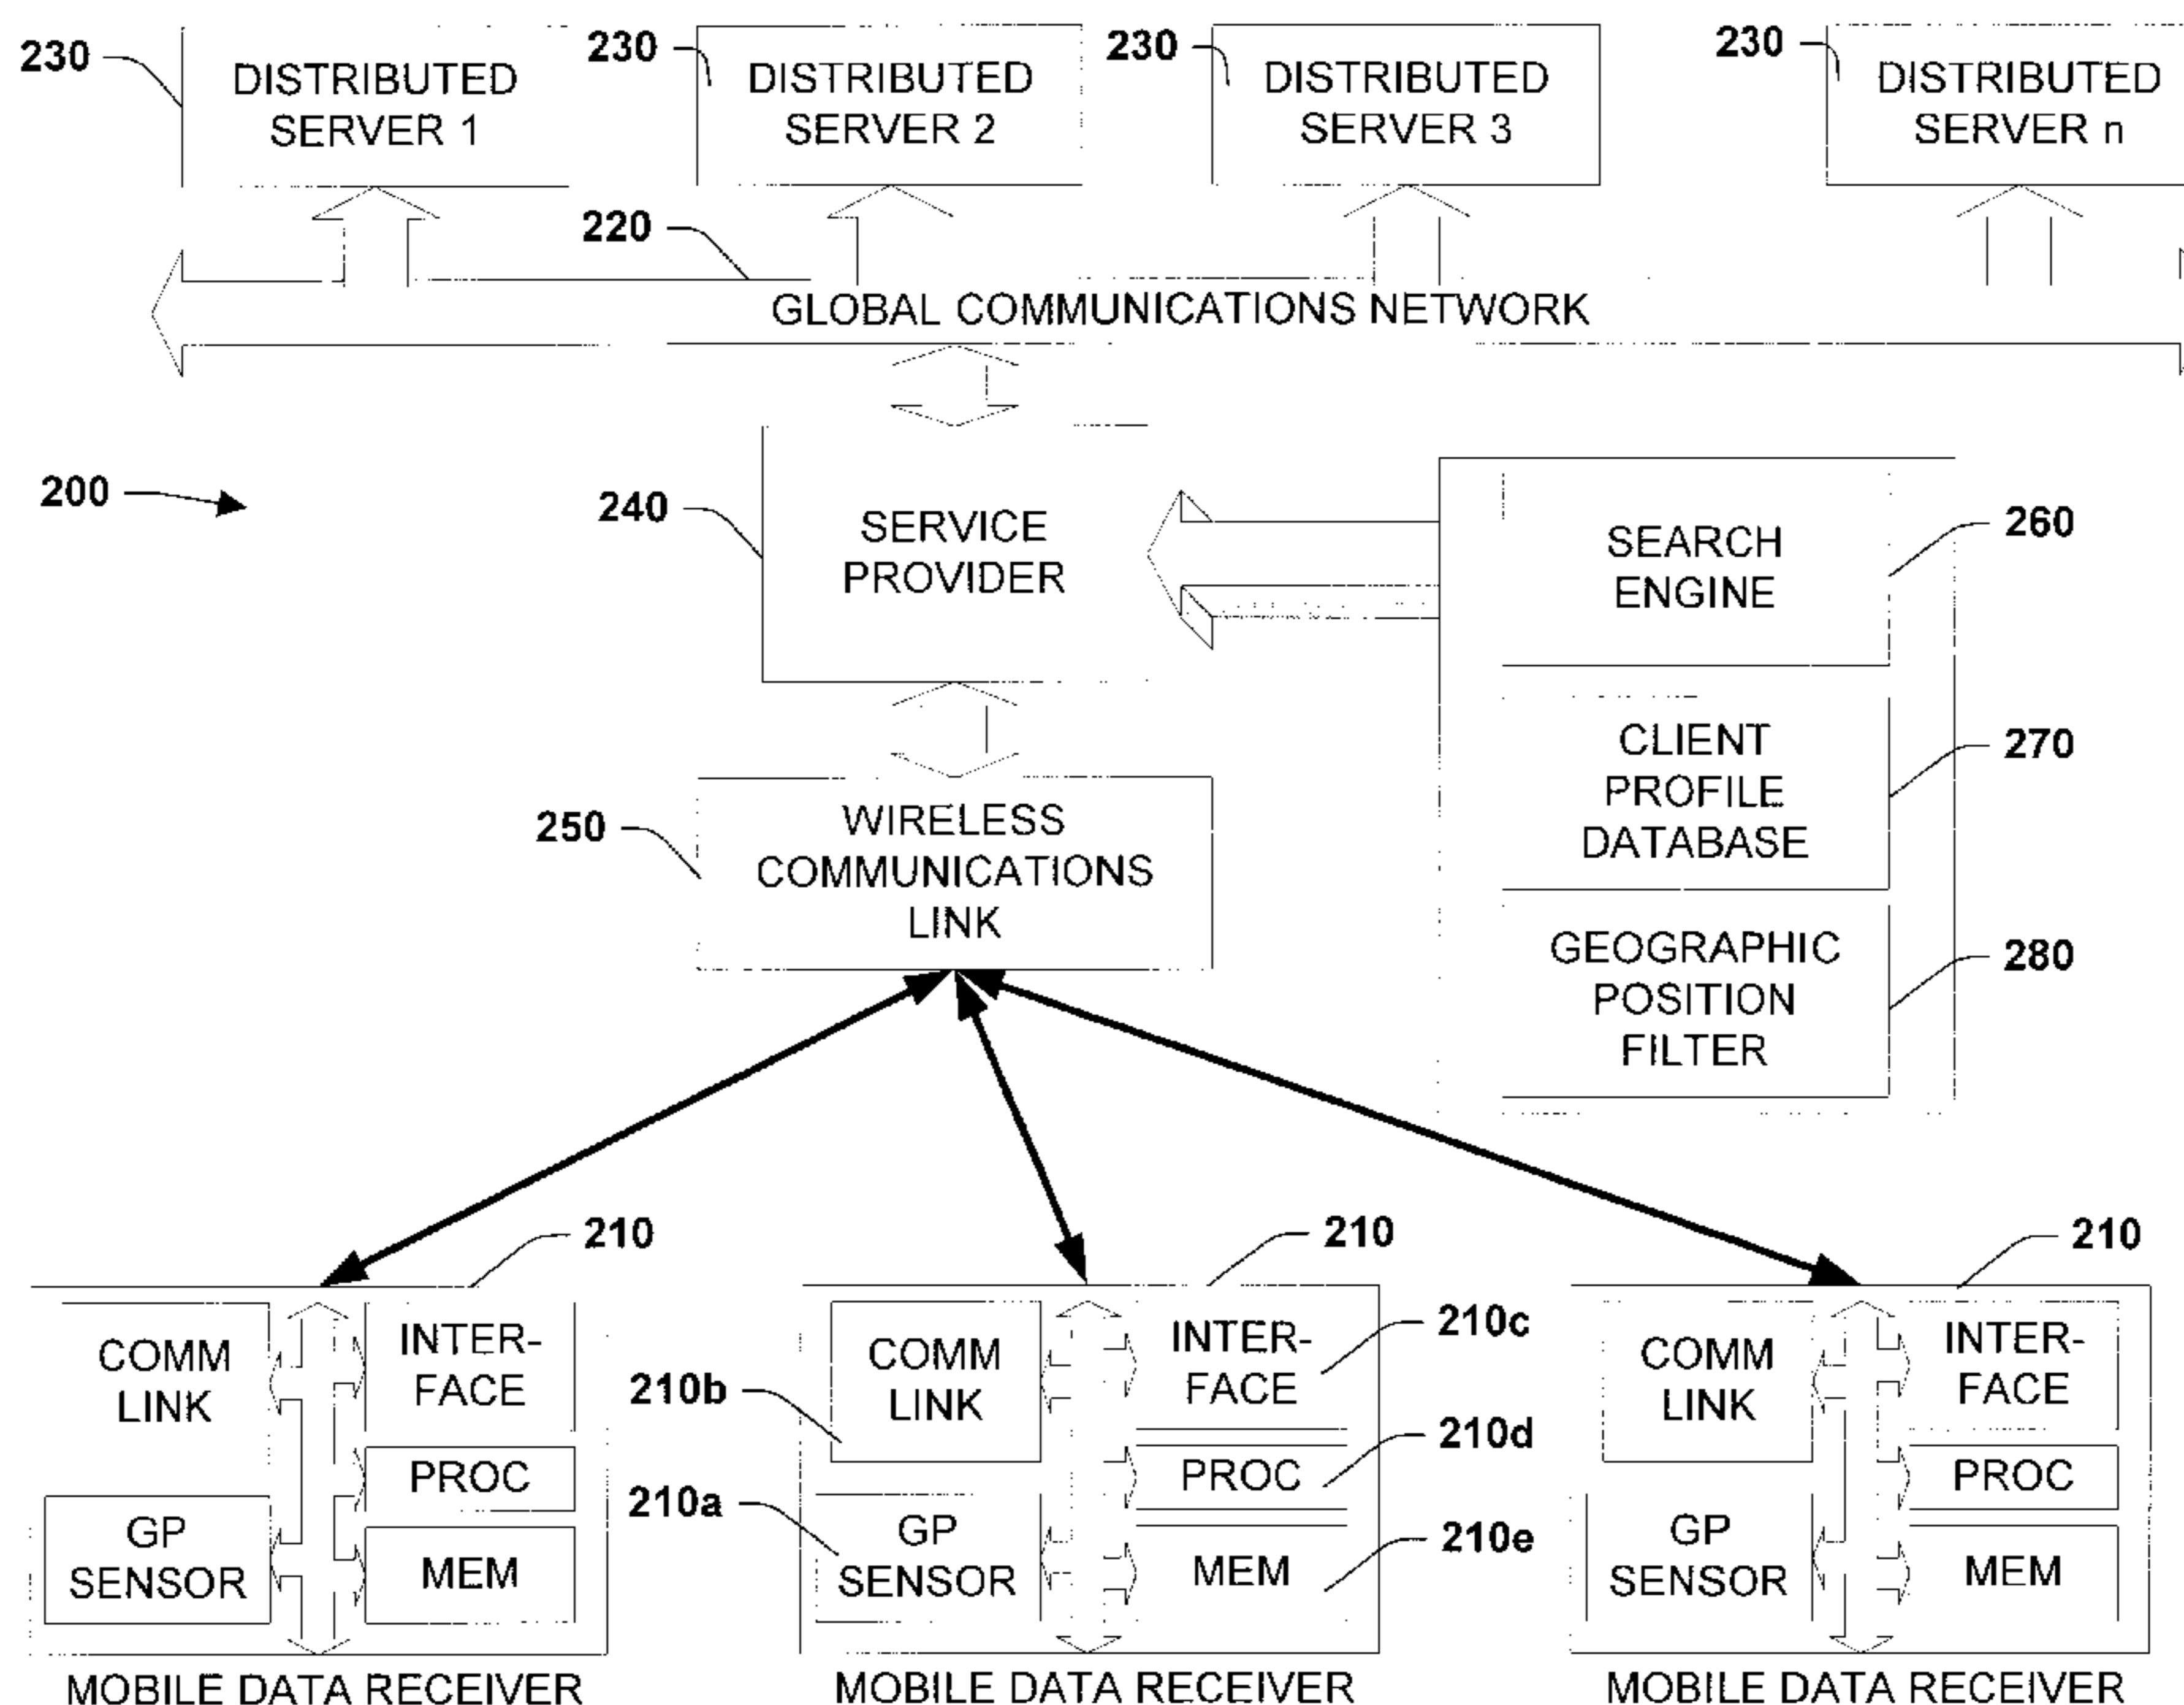 230
DISTRIBUTED
SERVER 1
230
DISTRIBUTED
SERVER 2
230
DISTRIBUTED
SERVER 3
230
DISTRIBUTED
SERVER n
220
GLOBAL COMMUNICATIONS NETWORK
200
240
SERVICE
PROVIDER
SEARCH
ENGINE
260
CLIENT
PROFILE
DATABASE
270
250
WIRELESS
COMMUNICATIONS
LINK
GEOGRAPHIC
POSITION
FILTER
280
210
COMM
LINK
INTER-
FACE
PROC
GP
SENSOR
MEM
MOBILE DATA RECEIVER
210
COMM
LINK
INTER-
FACE
210c
210b
PROC
210d
210a
GP
SENSOR
MEM
210e
MOBILE DATA RECEIVER
210
COMM
LINK
INTER-
FACE
PROC
GP
SENSOR
MEM
MOBILE DATA RECEIVER